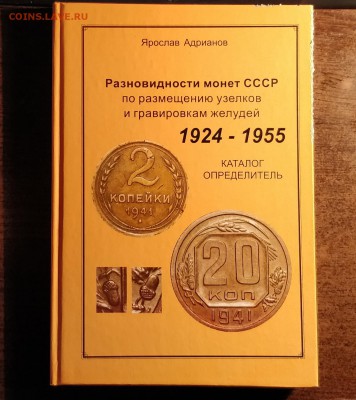 COINS.LAVE.RU
Ярослав Адрианов
Разновидности монет СССР
по размещению узелков
и гравировкам желудей
1924 - 1955
КАТАЛОГ
ОПРЕДЕЛИТЕЛЬ
2
КОПЕЙКИ
1941
20
КОП
1941